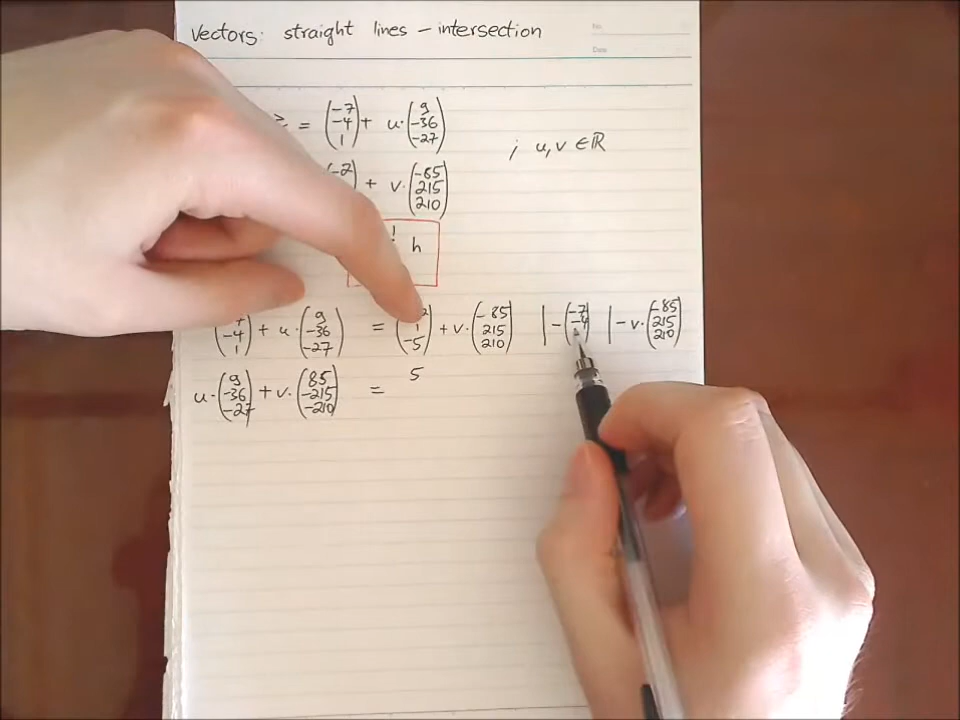 vectors: straight lines - intersection
No.
Date
= (-7 -4 1) + u · (9 -36 -27)
; u, v ∈ ℝ
-2) + v · (-85 215 210)
! h
-4 1) + u · (9 -36 -27) = ( 1 -5) + v · (-85 215 210) | - (-7 -4 | - v · (-85 215 210)
u · (9 -36 -27) + v · (85 -215 -210) = 5